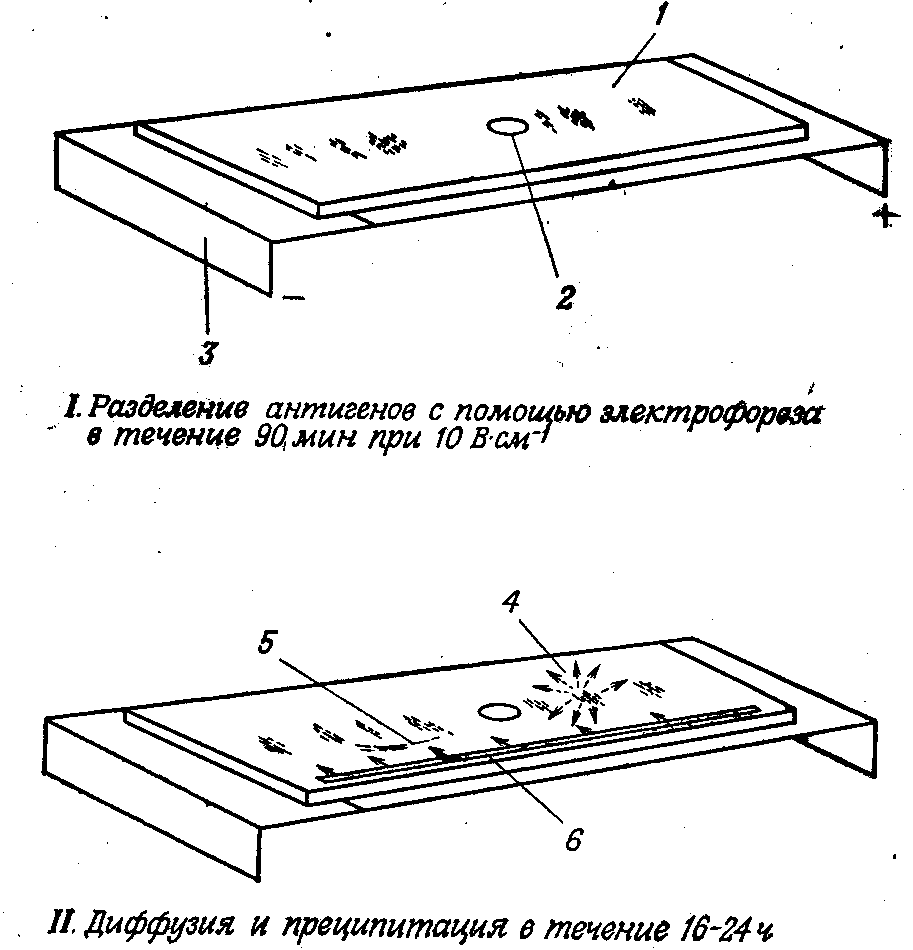 1
+
2
−
3
I. Разделение антигенов с помощью электрофореза
в течение 90 мин при 10 В·см⁻¹
4
5
6
II. Диффузия и преципитация в течение 16-24 ч